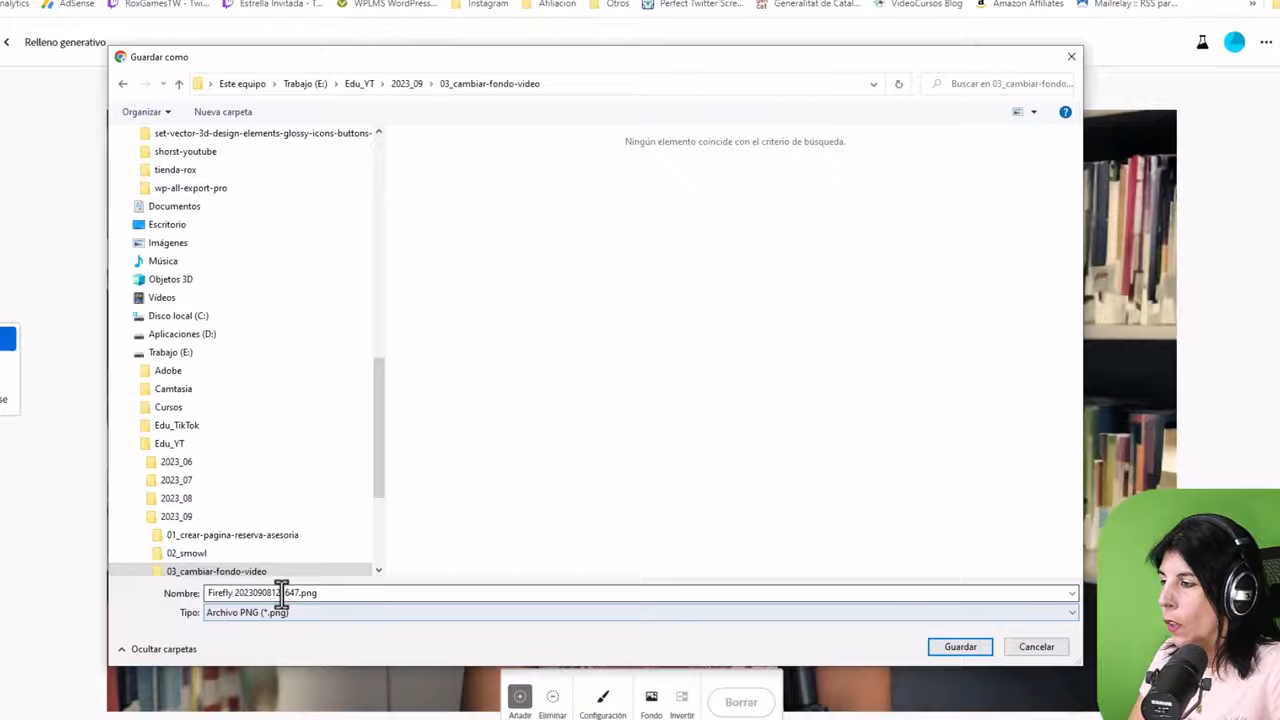 nalytics AdSense RoxGamesTW - Twi... Estrella Invitada - T... WPLMS WordPress... Instagram Afiliacion Otros Perfect Twitter Scre... Generalitat de Catal... VideoCursos Blog Amazon Affiliates Mailrelay :: RSS par... »
Relleno generativo
Guardar como
Este equipo › Trabajo (E:) › Edu_YT › 2023_09 › 03_cambiar-fondo-video
Buscar en 03_cambiar-fondo...
Organizar
Nueva carpeta
set-vector-3d-design-elements-glossy-icons-buttons-
Ningún elemento coincide con el criterio de búsqueda.
shorst-youtube
tienda-rox
wp-all-export-pro
Documentos
Escritorio
Imágenes
Música
Objetos 3D
Vídeos
Disco local (C:)
Aplicaciones (D:)
Trabajo (E:)
Adobe
Camtasia
Cursos
Edu_TikTok
Edu_YT
2023_06
2023_07
2023_08
2023_09
01_crear-pagina-reserva-asesoria
02_smowl
03_cambiar-fondo-video
se
Nombre: Firefly
Tipo: Archivo PNG (*.png)
Ocultar carpetas
Guardar
Cancelar
Añadir
Eliminar
Configuración
Fondo
Invertir
Borrar